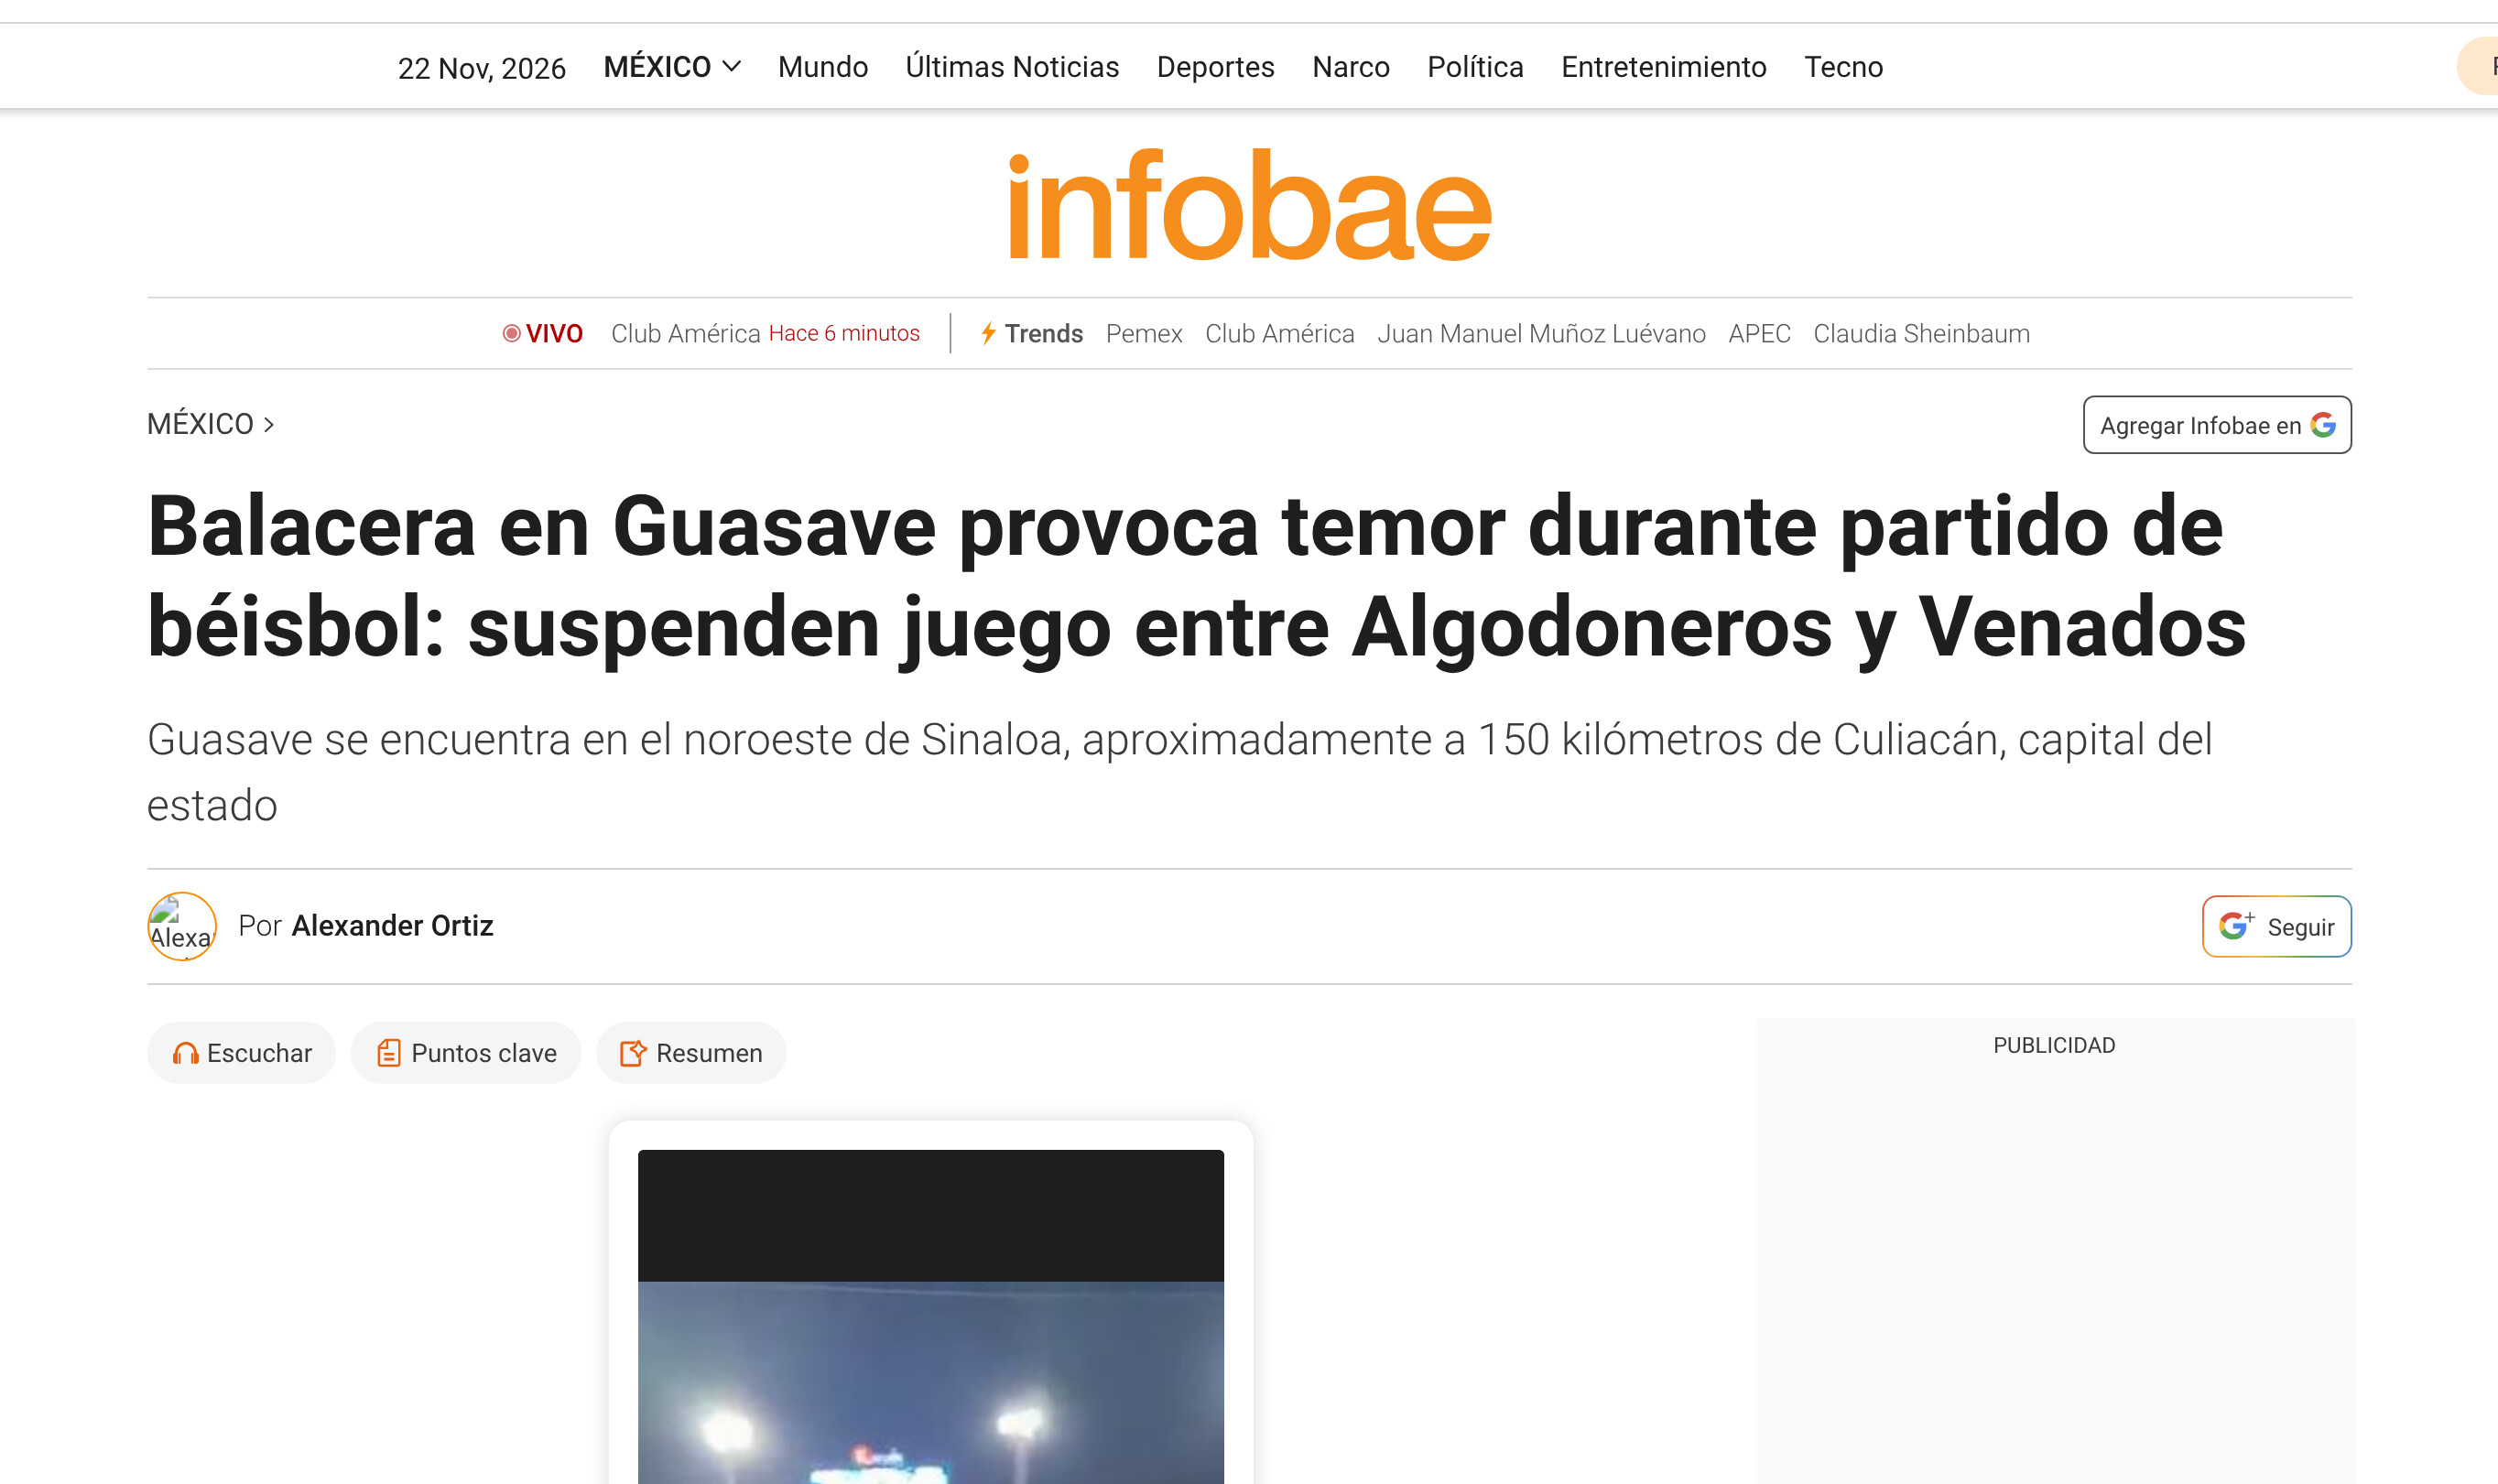 22 Nov, 2026 MÉXICO Mundo Últimas Noticias Deportes Narco Política Entretenimiento Tecno
infobae
VIVO Club América Hace 6 minutos Trends Pemex Club América Juan Manuel Muñoz Luévano APEC Claudia Sheinbaum
MÉXICO >
Agregar Infobae en G
Balacera en Guasave provoca temor durante partido de
béisbol: suspenden juego entre Algodoneros y Venados
Guasave se encuentra en el noroeste de Sinaloa, aproximadamente a 150 kilómetros de Culiacán, capital del
estado
Alexa
Por Alexander Ortiz
G+ Seguir
Escuchar Puntos clave Resumen
PUBLICIDAD